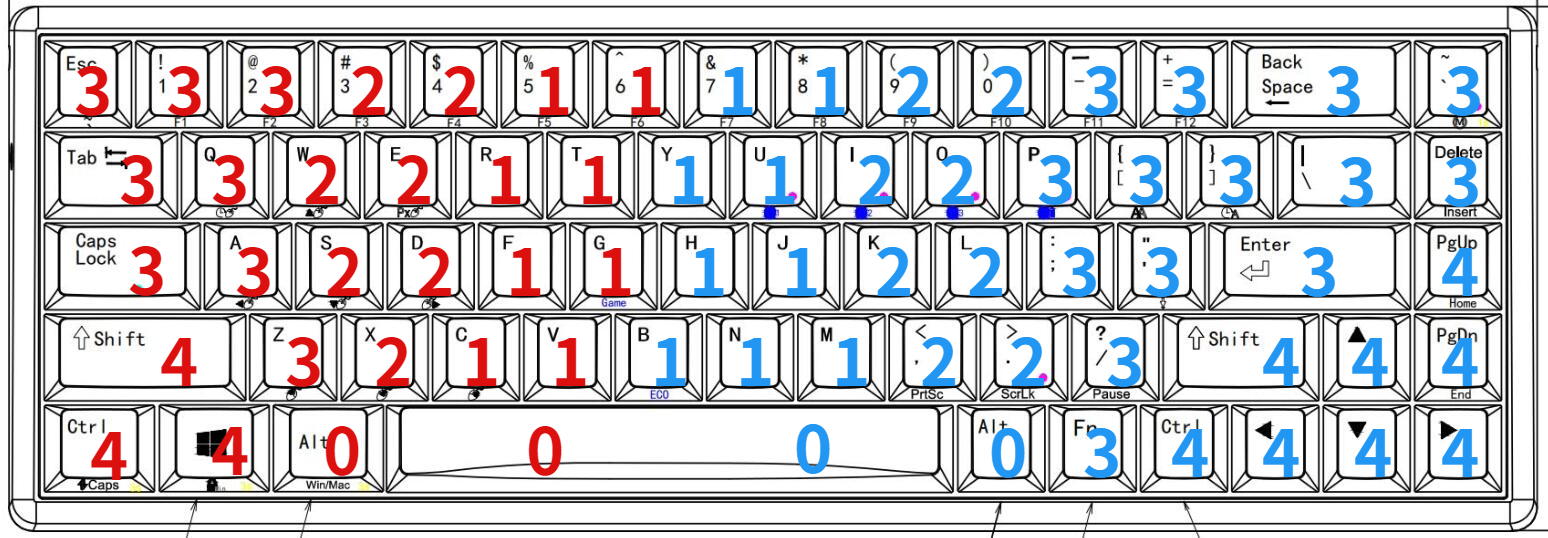 Esc ! 1 @ 2 # 3 $ 4 % 5 ^ 6 & 7 * 8 ( 9 ) 0 — - + = Back Space ~ `
3 3 3 2 2 1 1 1 1 2 2 3 3 3 3
~ ` F1 F2 F3 F4 F5 F6 F7 F8 F9 F10 F11 F12 M
Tab Q W E R T Y U I O P { [ } ] | \ Delete
3 3 2 2 1 1 1 1 2 2 3 3 3 3 3
Px A A Insert
Caps Lock A S D F G H J K L : ; " ' Enter PgUp
3 3 2 2 1 1 1 1 2 2 3 3 3 4
Game Home
Shift Z X C V B N M < , > . ? / Shift PgDn
4 3 2 1 1 1 1 1 2 2 3 4 4 4
ECO PrtSc ScrLk Pause End
Ctrl Alt Alt Fn Ctrl
4 4 0 0 0 0 3 4 4 4 4
Caps Win/Mac